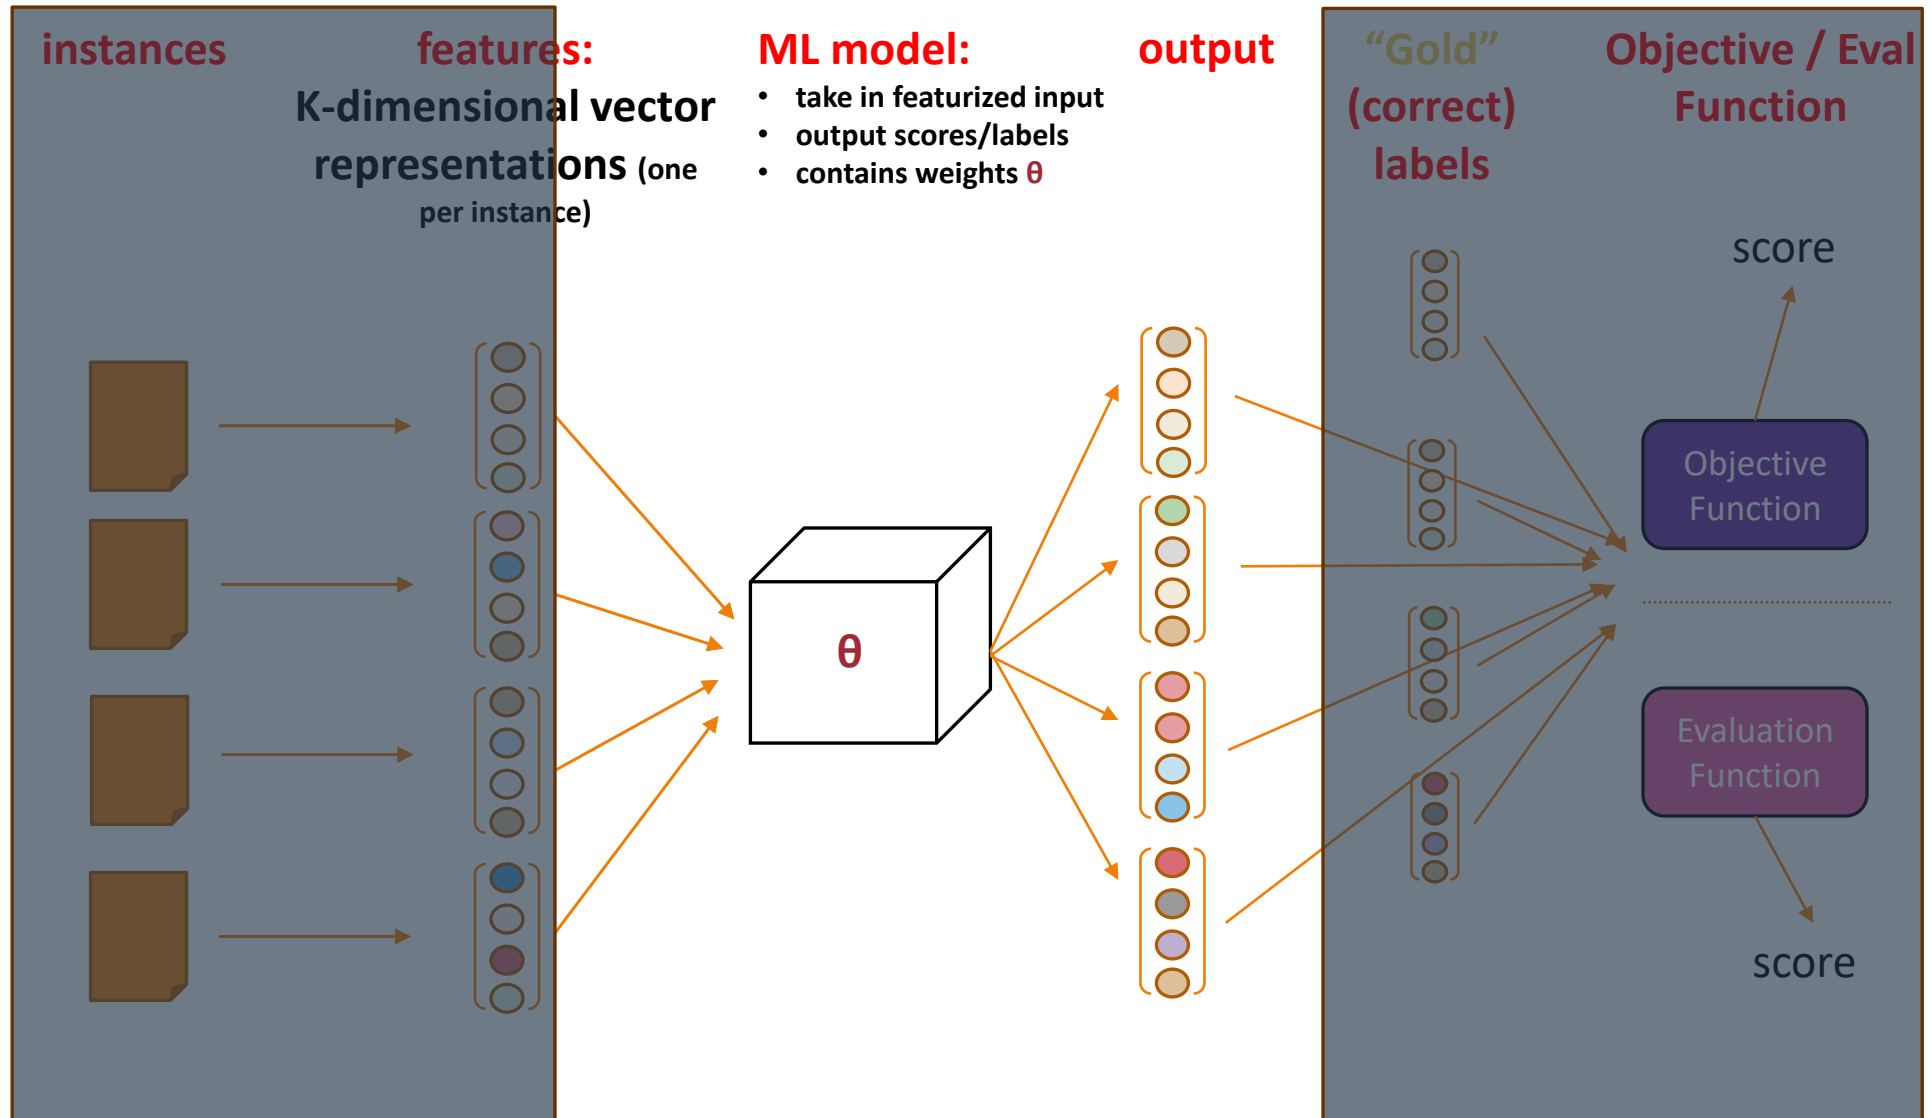 instances
features:
K-dimensional vector
representations (one
per instance)
ML model:
• take in featurized input
• output scores/labels
• contains weights θ
output
“Gold”
(correct)
labels
Objective / Eval
Function
score
Objective
Function
θ
Evaluation
Function
score